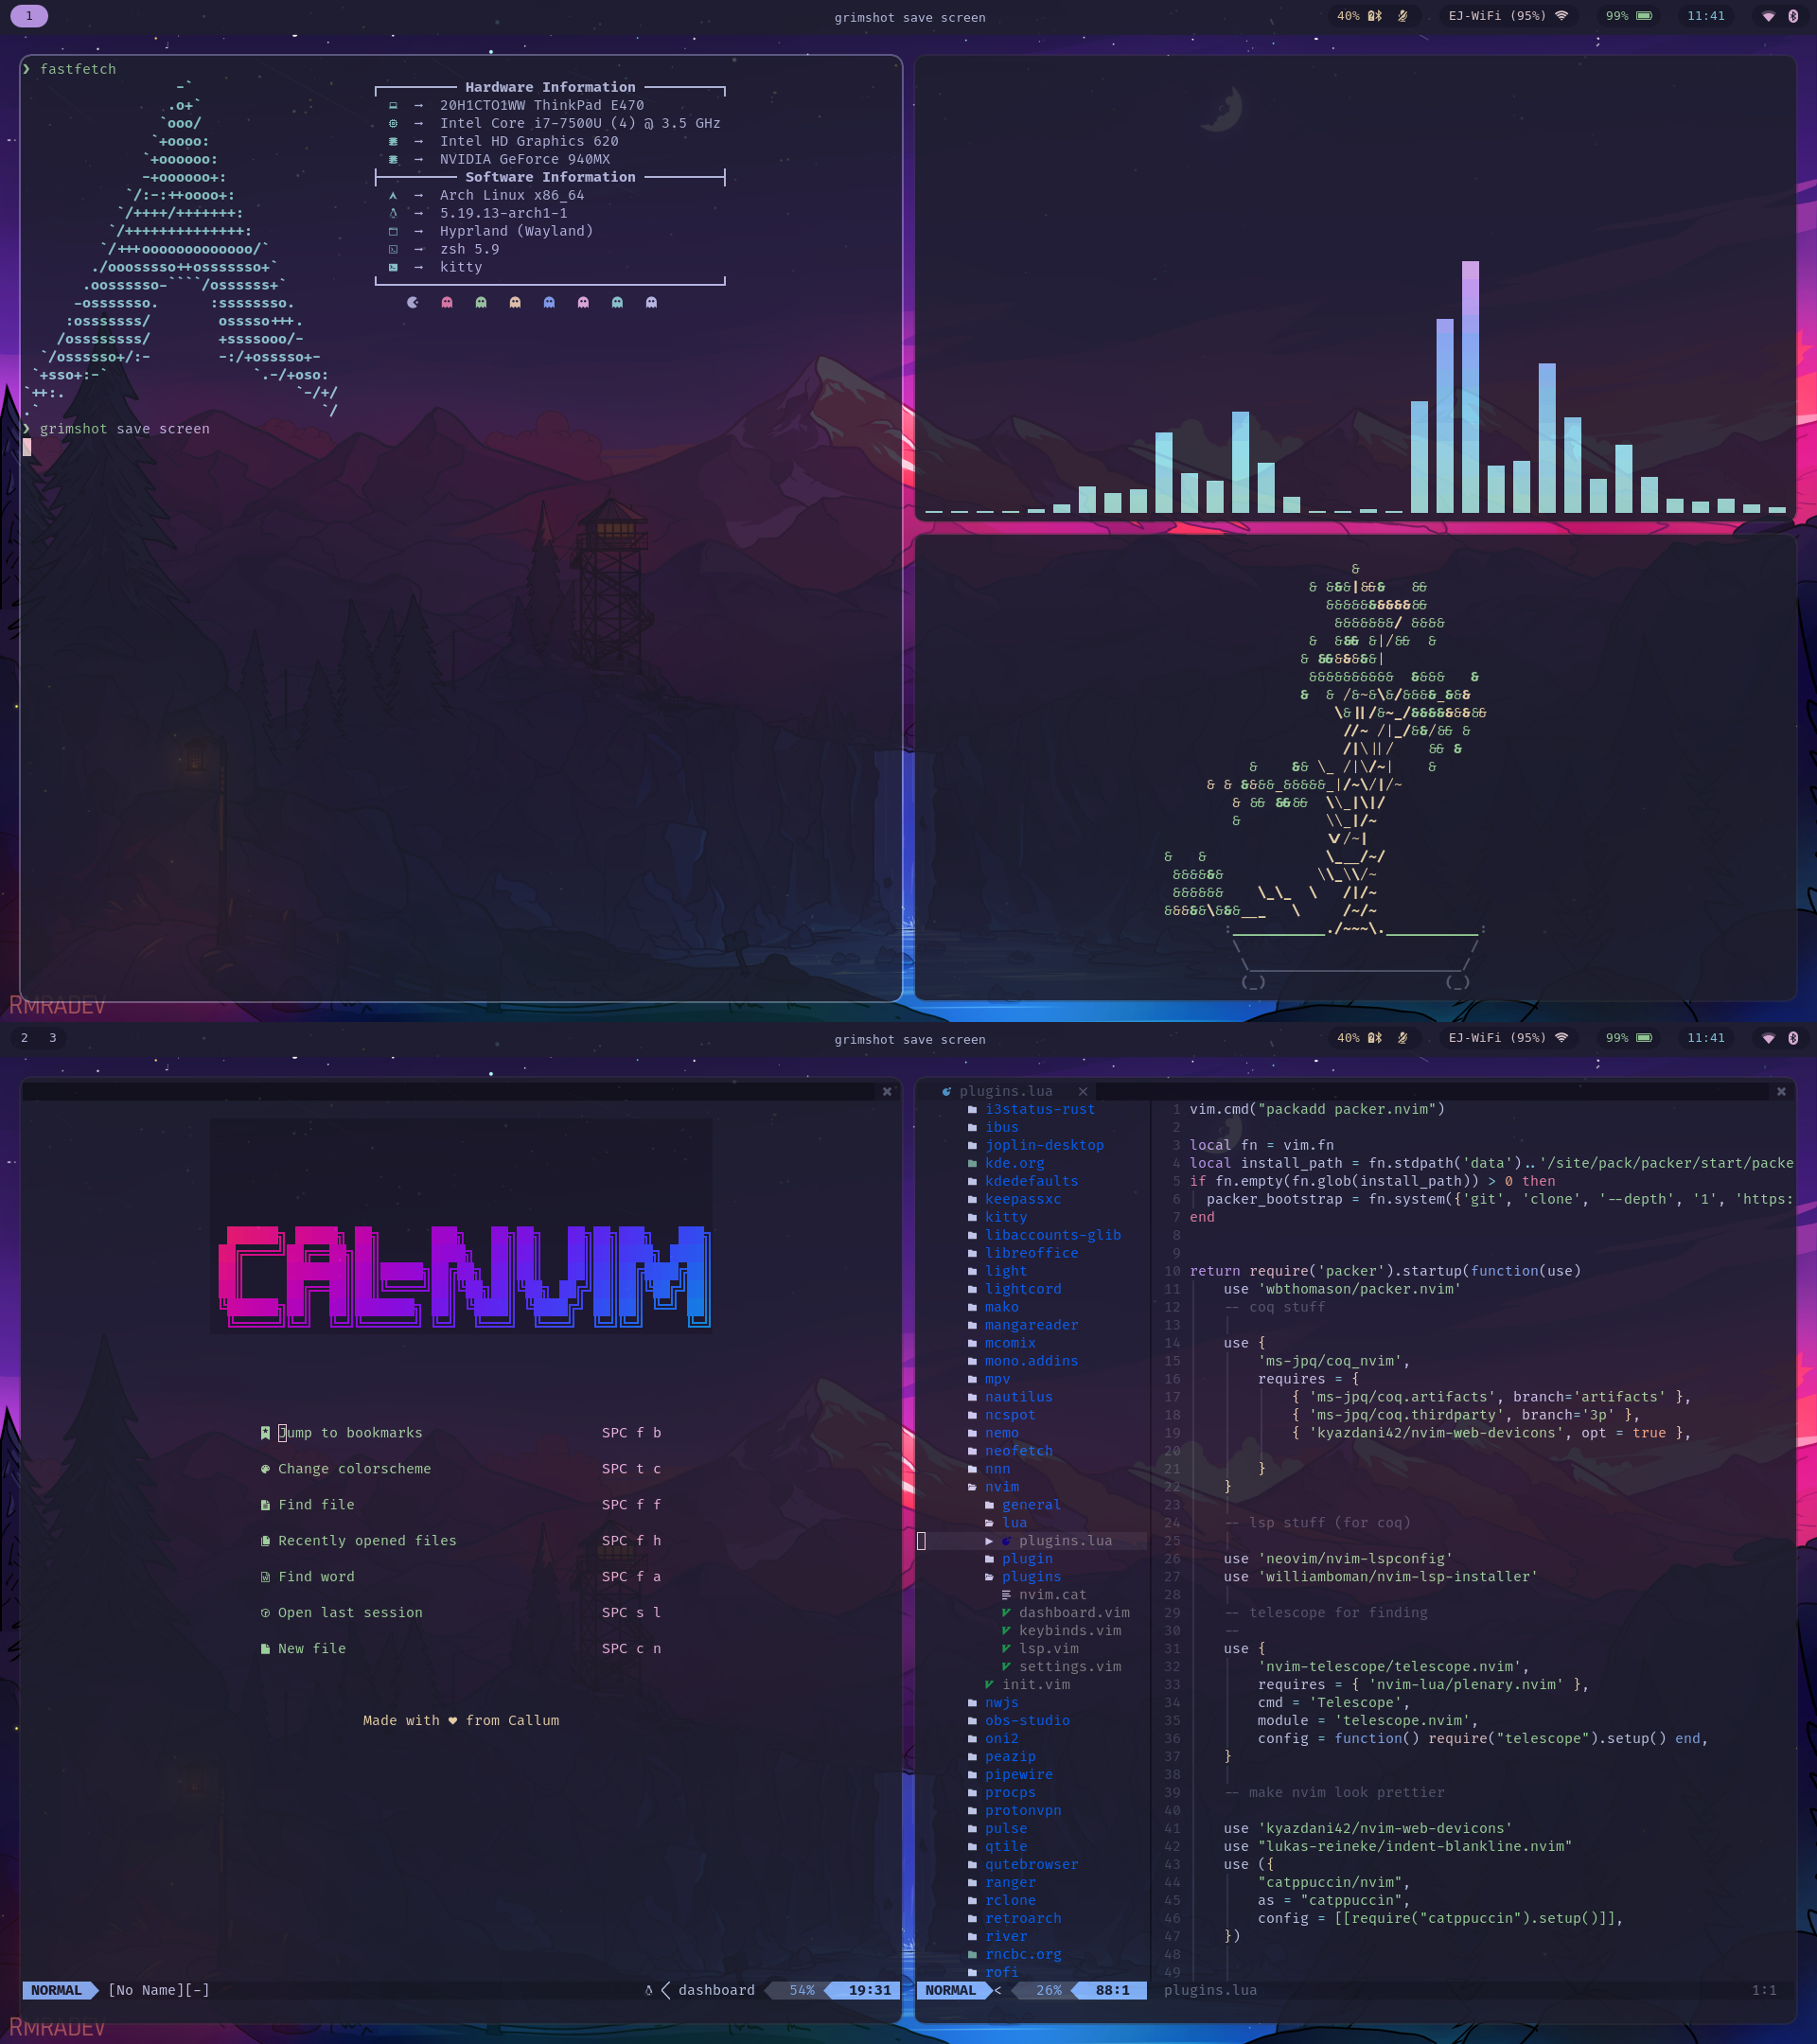 1
grimshot save screen
40%
EJ-WiFi (95%)
99%
11:41
❯ fastfetch
Hardware Information
→ 20H1CTO1WW ThinkPad E470
→ Intel Core i7-7500U (4) @ 3.5 GHz
→ Intel HD Graphics 620
→ NVIDIA GeForce 940MX
Software Information
→ Arch Linux x86_64
→ 5.19.13-arch1-1
→ Hyprland (Wayland)
→ zsh 5.9
→ kitty
❯ grimshot save screen
RMRADEV
2 3
grimshot save screen
40%
EJ-WiFi (95%)
99%
11:41
CAL-NVIM
Jump to bookmarks SPC f b
Change colorscheme SPC t c
Find file SPC f f
Recently opened files SPC f h
Find word SPC f a
Open last session SPC s l
New file SPC c n
Made with ♥ from Callum
NORMAL [No Name][-] dashboard 54% 19:31
RMRADEV
plugins.lua
i3status-rust
ibus
joplin-desktop
kde.org
kdedefaults
keepassxc
kitty
libaccounts-glib
libreoffice
light
lightcord
mako
mangareader
mcomix
mono.addins
mpv
nautilus
ncspot
nemo
neofetch
nnn
nvim
general
lua
plugins.lua
plugin
plugins
nvim.cat
dashboard.vim
keybinds.vim
lsp.vim
settings.vim
init.vim
nwjs
obs-studio
oni2
peazip
pipewire
procps
protonvpn
pulse
qtile
qutebrowser
ranger
rclone
retroarch
river
rncbc.org
rofi
1 vim.cmd("packadd packer.nvim")
2
3 local fn = vim.fn
4 local install_path = fn.stdpath('data')..'/site/pack/packer/start/packe
5 if fn.empty(fn.glob(install_path)) > 0 then
6 packer_bootstrap = fn.system({'git', 'clone', '--depth', '1', 'https:
7 end
8
9
10 return require('packer').startup(function(use)
11 use 'wbthomason/packer.nvim'
12 -- coq stuff
13
14 use {
15 'ms-jpq/coq_nvim',
16 requires = {
17 { 'ms-jpq/coq.artifacts', branch='artifacts' },
18 { 'ms-jpq/coq.thirdparty', branch='3p' },
19 { 'kyazdani42/nvim-web-devicons', opt = true },
20
21 }
22 }
23
24 -- lsp stuff (for coq)
25
26 use 'neovim/nvim-lspconfig'
27 use 'williamboman/nvim-lsp-installer'
28
29 -- telescope for finding
30 --
31 use {
32 'nvim-telescope/telescope.nvim',
33 requires = { 'nvim-lua/plenary.nvim' },
34 cmd = 'Telescope',
35 module = 'telescope.nvim',
36 config = function() require("telescope").setup() end,
37 }
38
39 -- make nvim look prettier
40
41 use 'kyazdani42/nvim-web-devicons'
42 use "lukas-reineke/indent-blankline.nvim"
43 use ({
44 "catppuccin/nvim",
45 as = "catppuccin",
46 config = [[require("catppuccin").setup()]],
47 })
48
49
NORMAL < 26% 88:1 plugins.lua 1:1